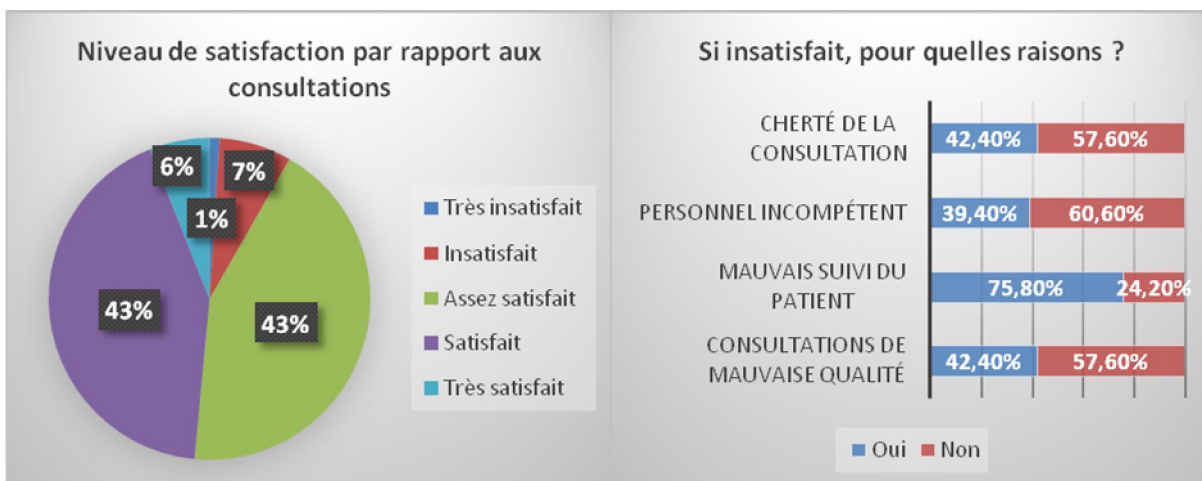 Niveau de satisfaction par rapport aux
consultations
6%
7%
1%
43%
43%
Très insatisfait
Insatisfait
Assez satisfait
Satisfait
Très satisfait
Si insatisfait, pour quelles raisons ?
CHERTÉ DE LA
CONSULTATION
42,40% 57,60%
PERSONNEL INCOMPÉTENT
39,40% 60,60%
MAUVAIS SUIVI DU
PATIENT
75,80% 24,20%
CONSULTATIONS DE
MAUVAISE QUALITÉ
42,40% 57,60%
Oui Non